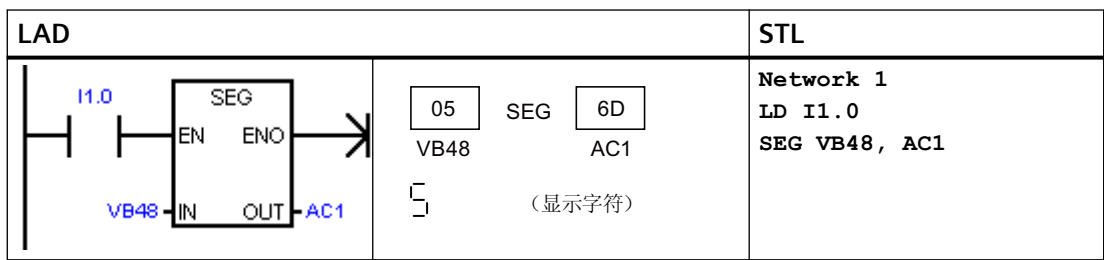 LAD
STL
I1.0
SEG
EN ENO
VB48 IN OUT AC1
05 SEG 6D
VB48 AC1
5 （显示字符）
Network 1
LD I1.0
SEG VB48, AC1